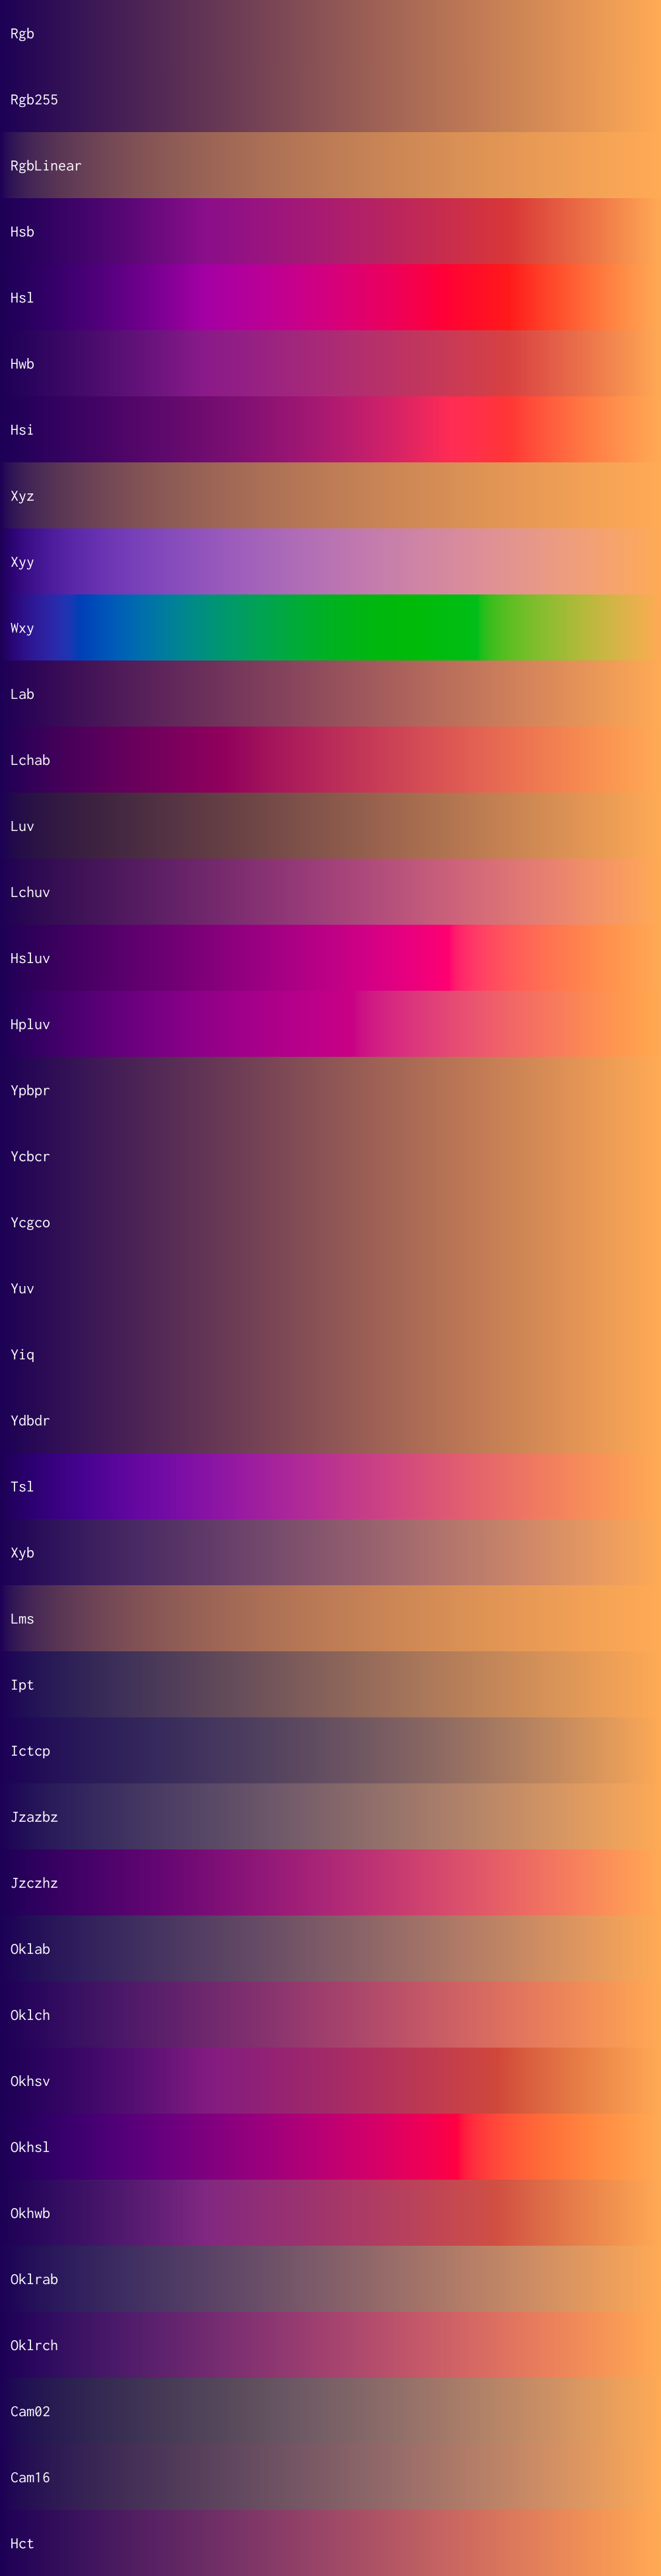 Rgb
Rgb255
RgbLinear
Hsb
Hsl
Hwb
Hsi
Xyz
Xyy
Wxy
Lab
Lchab
Luv
Lchuv
Hsluv
Hpluv
Ypbpr
Ycbcr
Ycgco
Yuv
Yiq
Ydbdr
Tsl
Xyb
Lms
Ipt
Ictcp
Jzazbz
Jzczhz
Oklab
Oklch
Okhsv
Okhsl
Okhwb
Oklrab
Oklrch
Cam02
Cam16
Hct